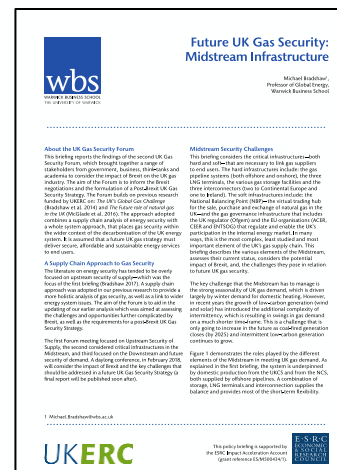 Future UK Gas Security:
Midstream Infrastructure
Michael Bradshaw¹,
Professor of Global Energy,
Warwick Business School
wbs
WARWICK BUSINESS SCHOOL
THE UNIVERSITY OF WARWICK
About the UK Gas Security Forum
This briefing reports the findings of the second UK Gas
Security Forum, which brought together a range of
stakeholders from government, business, think-tanks and
academia to consider the impact of Brexit on the UK gas
industry. The aim of the Forum is to inform the Brexit
negotiations and the formulation of a Post-Brexit UK Gas
Security Strategy. The Forum builds on previous research
funded by UKERC on: The UK's Global Gas Challenge
(Bradshaw et al. 2014) and The Future role of natural gas
in the UK (McGlade et al. 2016). The approach adopted
combines a supply chain analysis of energy security with
a whole system approach, that places gas security within
the wider context of the decarbonisation of the UK energy
system. It is assumed that a future UK gas strategy must
deliver secure, affordable and sustainable energy services
to end users.
A Supply Chain Approach to Gas Security
The literature on energy security has tended to be overly
focused on upstream security of supply—which was the
focus of the first briefing (Bradshaw, 2017). A supply chain
approach was adopted in our previous research to provide a
more holistic analysis of gas security, as well as a link to wider
energy system issues. The aim of the Forum is to aid in the
updating of our earlier analysis which was aimed at assessing
the challenges and opportunities further complicated by
Brexit, as well as the requirements for a post-Brexit UK Gas
Security Strategy.
The first Forum meeting focused on Upstream Security of
Supply, the second considered critical infrastructures in the
Midstream, and third focused on the Downstream and future
security of demand. A daylong conference, in February 2018,
will consider the impact of Brexit and the key challenges that
should be addressed in a future UK Gas Security Strategy (a
final report will be published soon after).
Midstream Security Challenges
This briefing considers the critical infrastructures—both
hard and soft—that are necessary to link gas suppliers
to end users. The hard infrastructures include: the gas
pipeline systems (both offshore and onshore), the three
LNG terminals, the various gas storage facilities and the
three interconnectors (two to Continental Europe and
one to Ireland). The soft infrastructures include: the
National Balancing Point (NBP)—the virtual trading hub
for the sale, purchase and exchange of natural gas in the
UK—and the gas governance infrastructure that includes
the UK regulator (Ofgem) and the EU organisations (ACER,
CEER and ENTSOG) that regulate and enable the UK's
participation in the internal energy market. In many
ways, this is the most complex, least studied and most
important element of the UK's gas supply chain. This
briefing describes the various elements of the Midstream,
assesses their current status, considers the potential
impact of Brexit, and the challenges they pose in relation
to future UK gas security.
The key challenge that the Midstream has to manage is
the strong seasonality of UK gas demand, which is driven
largely by winter demand for domestic heating. However,
in recent years the growth of low-carbon generation (wind
and solar) has introduced the additional complexity of
intermittency, which is resulting in swings in gas demand
on a much shorter time-frame. This is a challenge that is
only going to increase in the future as coal-fired generation
closes (by 2025) and intermittent low-carbon generation
continues to grow.
Figure 1 demonstrates the roles played by the different
elements of the Midstream in meeting UK gas demand. As
explained in the first briefing, the system is underpinned
by domestic production from the UKCS and from the NCS,
both supplied by offshore pipelines. A combination of
storage, LNG terminals and interconnection supplies the
balance and provides most of the short-term flexibility.
1 Michael.Bradshaw@wbs.ac.uk
UKERC
This policy briefing is supported by
the ESRC Impact Acceleration Account
(grant reference ES/M500434/1).
E·S·R·C
ECONOMIC
& SOCIAL
RESEARCH
COUNCIL